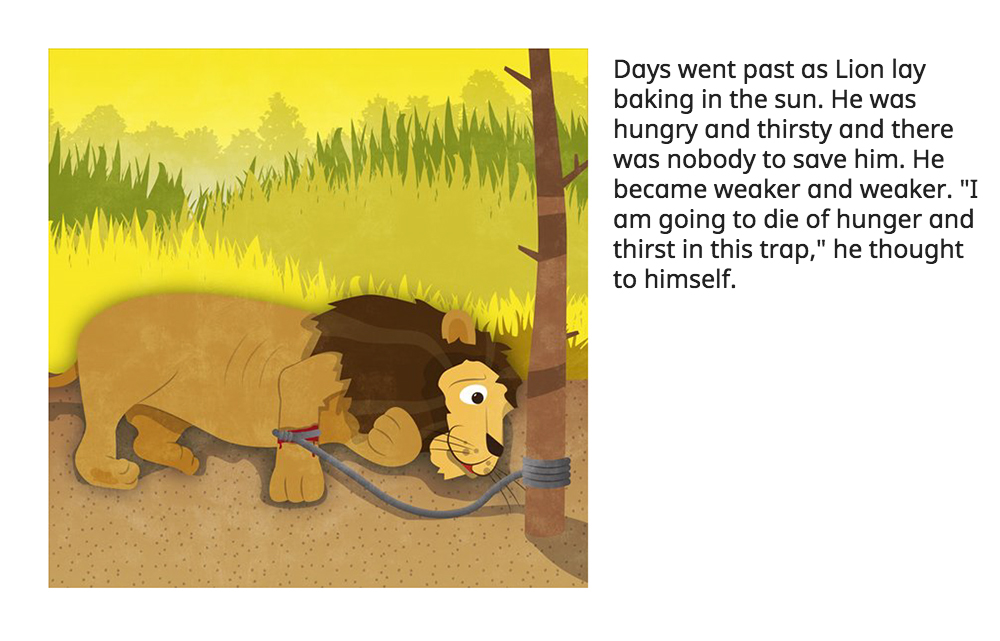 Days went past as Lion lay
baking in the sun. He was
hungry and thirsty and there
was nobody to save him. He
became weaker and weaker. "I
am going to die of hunger and
thirst in this trap," he thought
to himself.